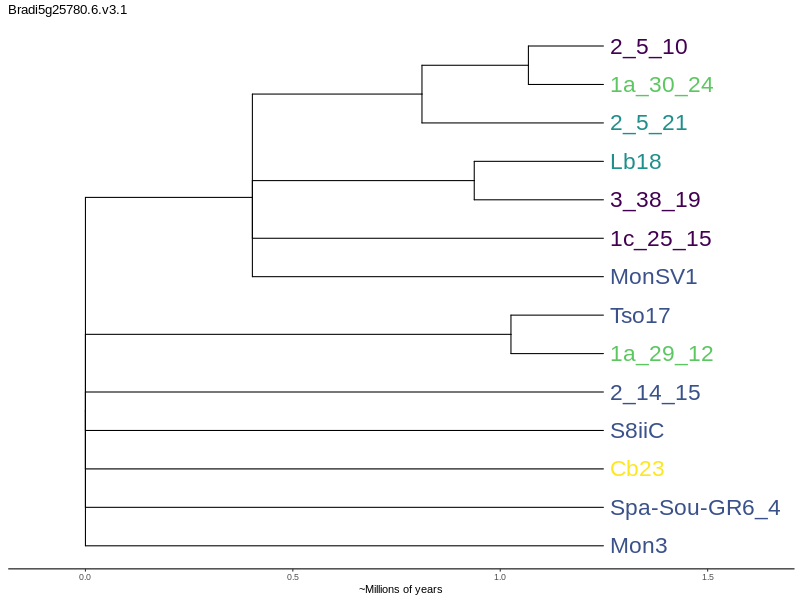 Bradi5g25780.6.v3.1
2_5_10
1a_30_24
2_5_21
Lb18
3_38_19
1c_25_15
MonSV1
Tso17
1a_29_12
2_14_15
S8iiC
Cb23
Spa-Sou-GR6_4
Mon3
0.0 0.5 1.0 1.5
~Millions of years